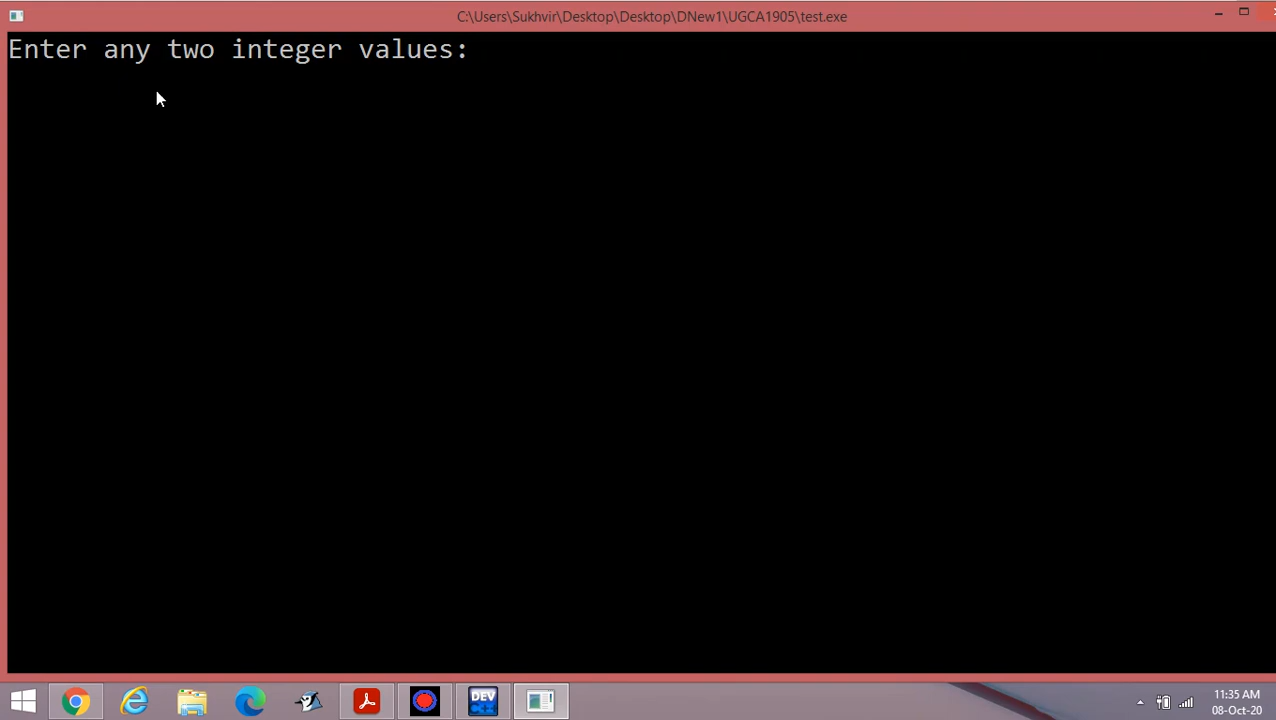 C:\Users\Sukhvir\Desktop\Desktop\DNew1\UGCA1905\test.exe
Enter any two integer values:
DEV
11:35 AM
08-Oct-20